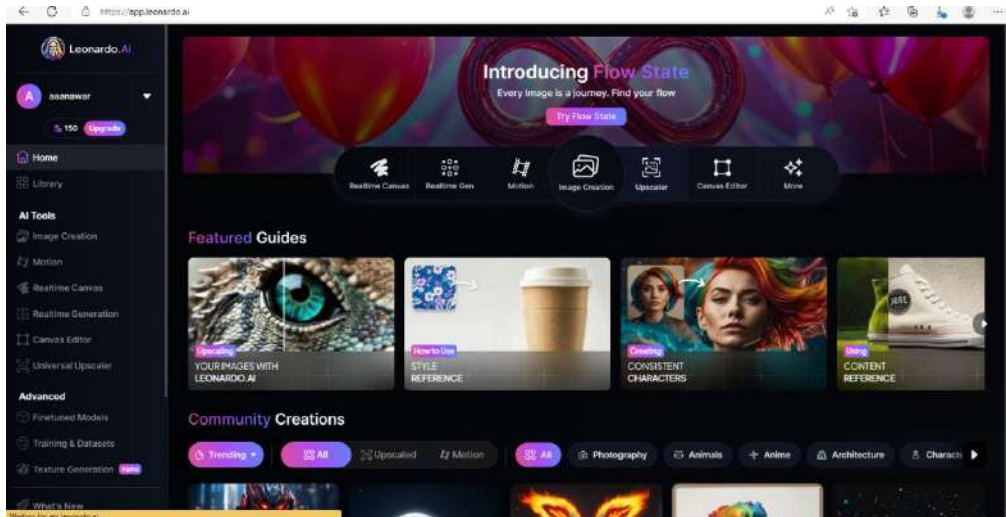 https://app.leonardo.ai
Leonardo.Ai
A
asanawar
150 Upgrade
Home
Library
AI Tools
Image Creation
Motion
Realtime Canvas
Realtime Generation
Canvas Editor
Universal Upscaler
Advanced
Finetuned Models
Training & Datasets
Texture Generation Alpha
What's New
Introducing Flow State
Every image is a journey. Find your flow
Try Flow State
Realtime Canvas
Realtime Gen
Motion
Image Creation
Upscaler
Canvas Editor
More
Featured Guides
Upscaling
YOUR IMAGES WITH
LEONARDO.AI
How to Use
STYLE
REFERENCE
Creating
CONSISTENT
CHARACTERS
Using
CONTENT
REFERENCE
Community Creations
Trending
All
Upscaled
Motion
All
Photography
Animals
Anime
Architecture
Charact